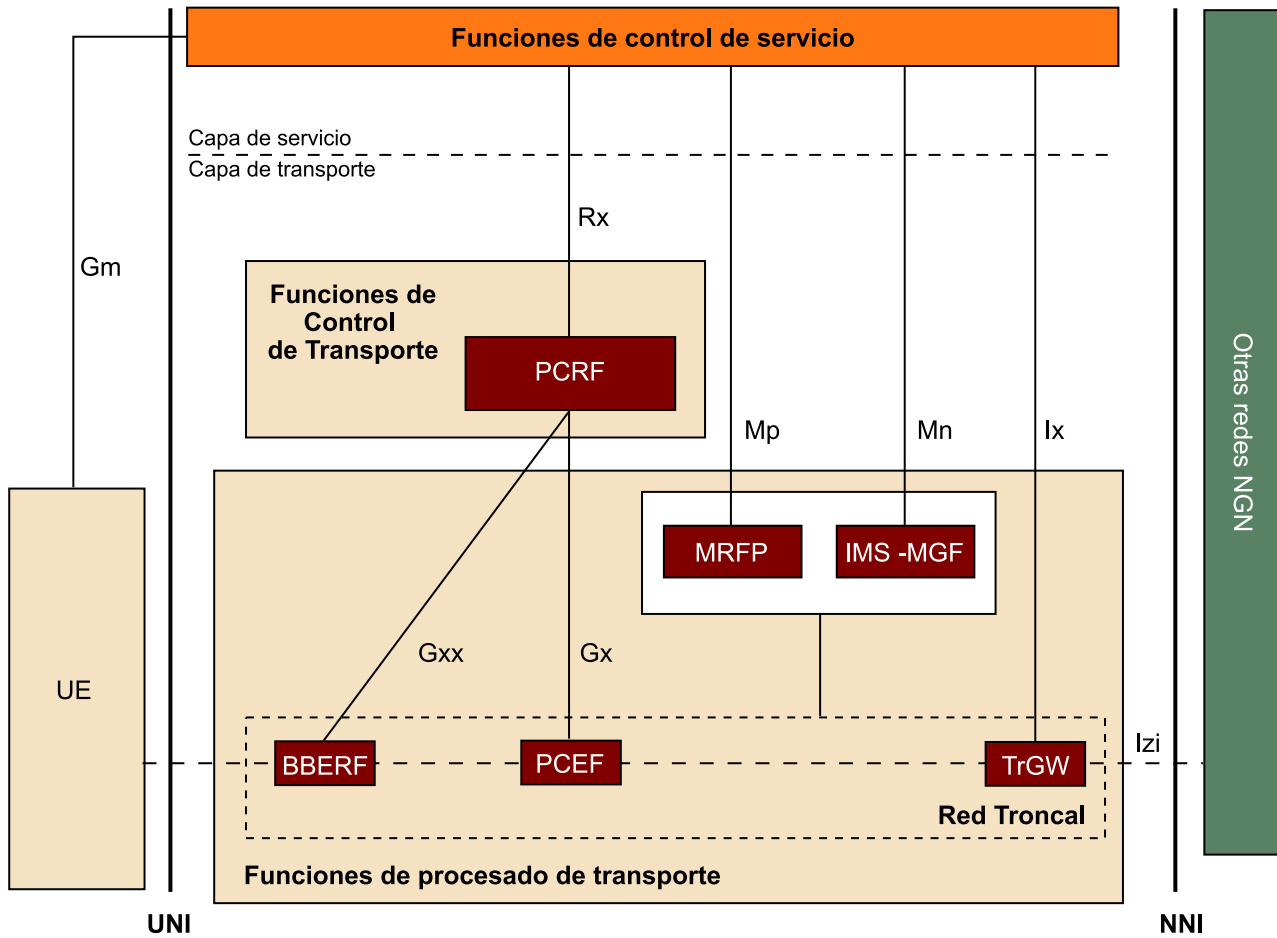 Funciones de control de servicio
Capa de servicio
Capa de transporte
Rx
Gm
Funciones de
Control
de Transporte
PCRF
Otras redes NGN
Mp
Mn
Ix
MRFP
IMS -MGF
Gxx
Gx
UE
Izi
BBERF
PCEF
TrGW
Red Troncal
Funciones de procesado de transporte
UNI
NNI